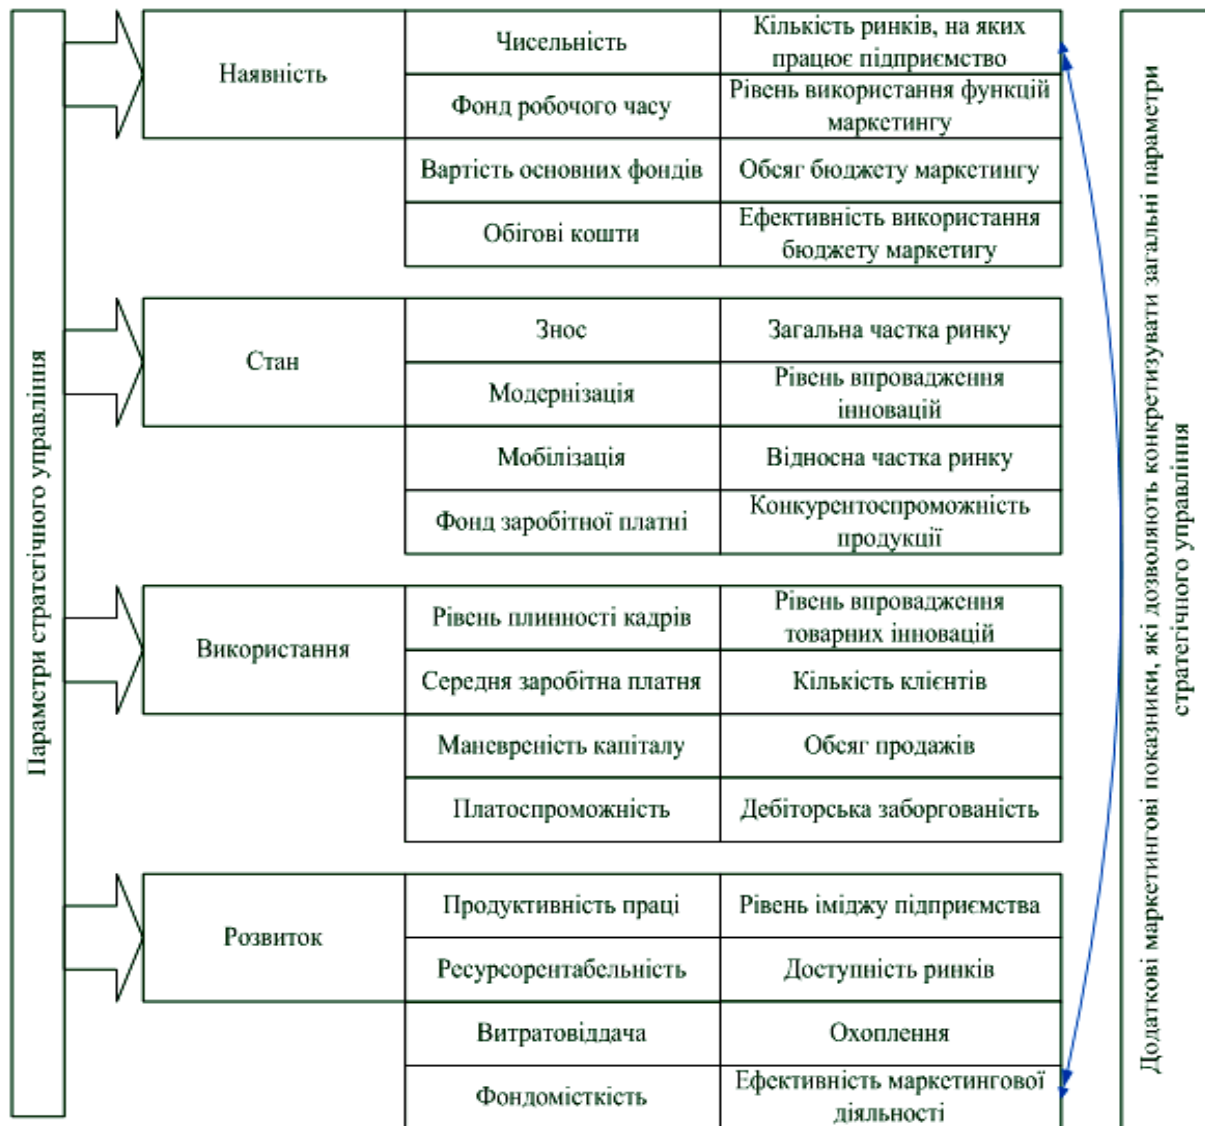 Параметри стратегічного управління
Наявність
Чисельність
Кількість ринків, на яких
працює підприємство
Фонд робочого часу
Рівень використання функцій
маркетингу
Вартість основних фондів
Обсяг бюджету маркетингу
Обігові кошти
Ефективність використання
бюджету маркетигу
Стан
Знос
Загальна частка ринку
Модернізація
Рівень впровадження
інновацій
Мобілізація
Відносна частка ринку
Фонд заробітної платні
Конкурентоспроможність
продукції
Використання
Рівень плинності кадрів
Рівень впровадження
товарних інновацій
Середня заробітна платня
Кількість клієнтів
Маневреність капіталу
Обсяг продажів
Платоспроможність
Дебіторська заборгованість
Розвиток
Продуктивність праці
Рівень іміджу підприємства
Ресурсорентабельність
Доступність ринків
Витратовіддача
Охоплення
Фондомісткість
Ефективність маркетингової
діяльності
Додаткові маркетингові показники, які дозволяють конкретизувати загальні параметри
стратегічного управління